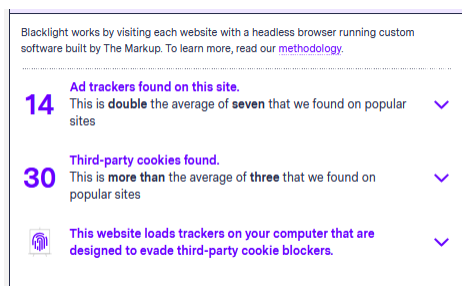 Blacklight works by visiting each website with a headless browser running custom
software built by The Markup. To learn more, read our methodology.
14
Ad trackers found on this site.
This is double the average of seven that we found on popular
sites
30
Third-party cookies found.
This is more than the average of three that we found on
popular sites
This website loads trackers on your computer that are
designed to evade third-party cookie blockers.